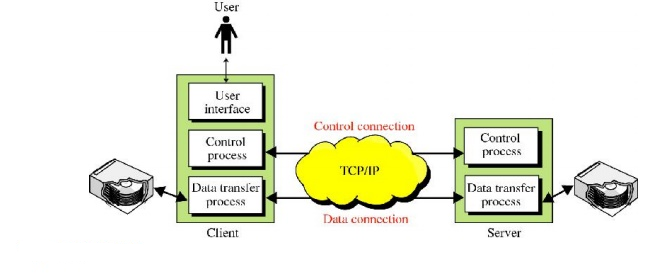 User
User
interface
Control
process
Data transfer
process
Client
Control connection
TCP/IP
Data connection
Control
process
Data transfer
process
Server